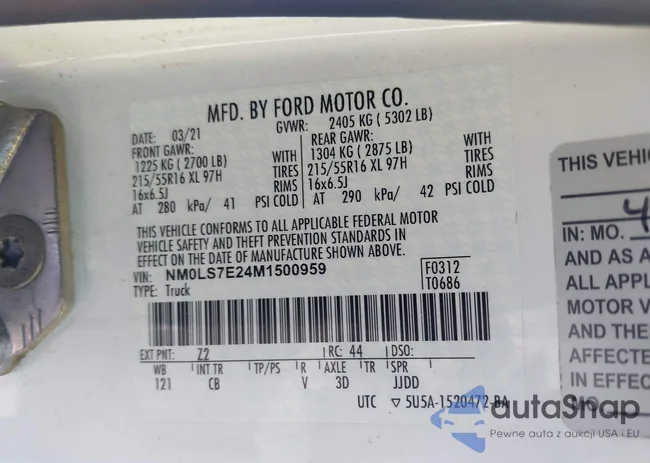 MFD. BY FORD MOTOR CO.
DATE: 03/21 GVWR: 2405 KG ( 5302 LB)
FRONT GAWR: REAR GAWR:
1225 KG ( 2700 LB) WITH 1304 KG ( 2875 LB) WITH
215/55R16 XL 97H TIRES 215/55R16 XL 97H TIRES
16x6.5J RIMS 16x6.5J RIMS
AT 280 kPa/ 41 PSI COLD AT 290 kPa/ 42 PSI COLD
THIS VEHICLE CONFORMS TO ALL APPLICABLE FEDERAL MOTOR
VEHICLE SAFETY AND THEFT PREVENTION STANDARDS IN
EFFECT ON THE DATE OF MANUFACTURE SHOWN ABOVE.
VIN: NM0LS7E24M1500959 F0312
TYPE: Truck T0686
EXT PNT: Z2 RC: 44 DSO:
WB INT TR TP/PS R AXLE TR SPR
121 CB V 3D JJDD
UTC ▽ 5U5A-1520472-BA
THIS VEHIC
4
IN: MO.
AND AS A
ALL APPL
MOTOR V
AND THE
AFFECTE
IN EFFEC
MO.
autoSnap
Pewne auta z aukcji USA i EU